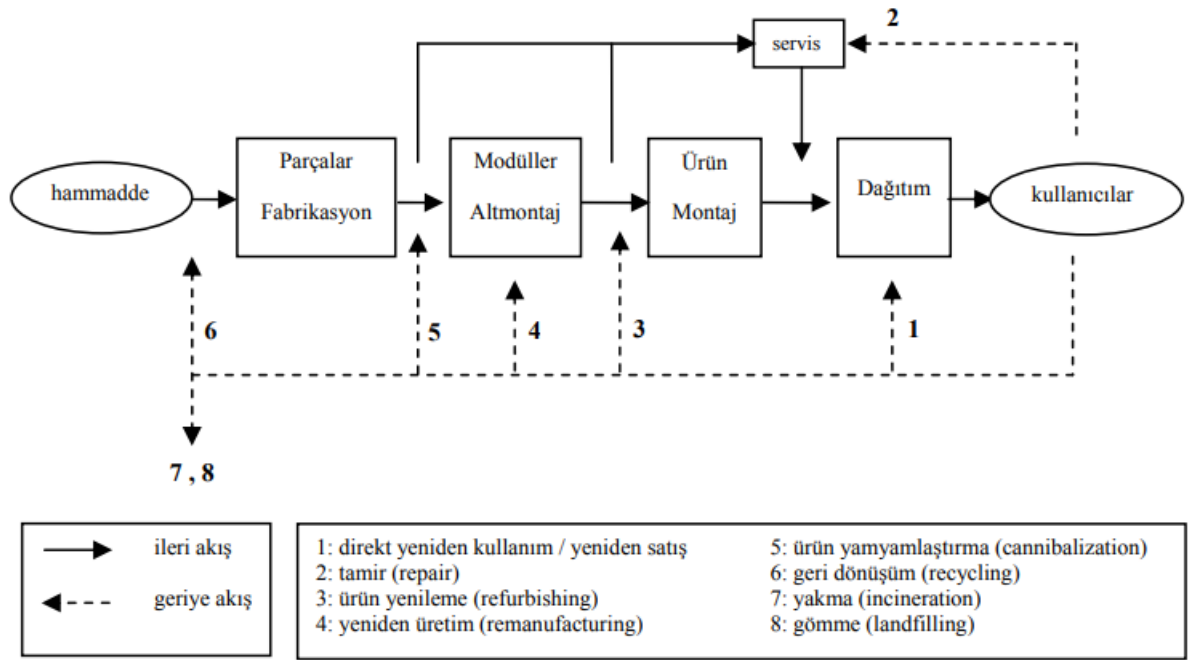 2
servis
hammadde
Parçalar
Fabrikasyon
Modüller
Altmontaj
Ürün
Montaj
Dağıtım
kullanıcılar
6
5
4
3
1
7 , 8
ileri akış
geriye akış
1: direkt yeniden kullanım / yeniden satış
2: tamir (repair)
3: ürün yenileme (refurbishing)
4: yeniden üretim (remanufacturing)
5: ürün yamyamlaştırma (cannibalization)
6: geri dönüşüm (recycling)
7: yakma (incineration)
8: gömme (landfilling)